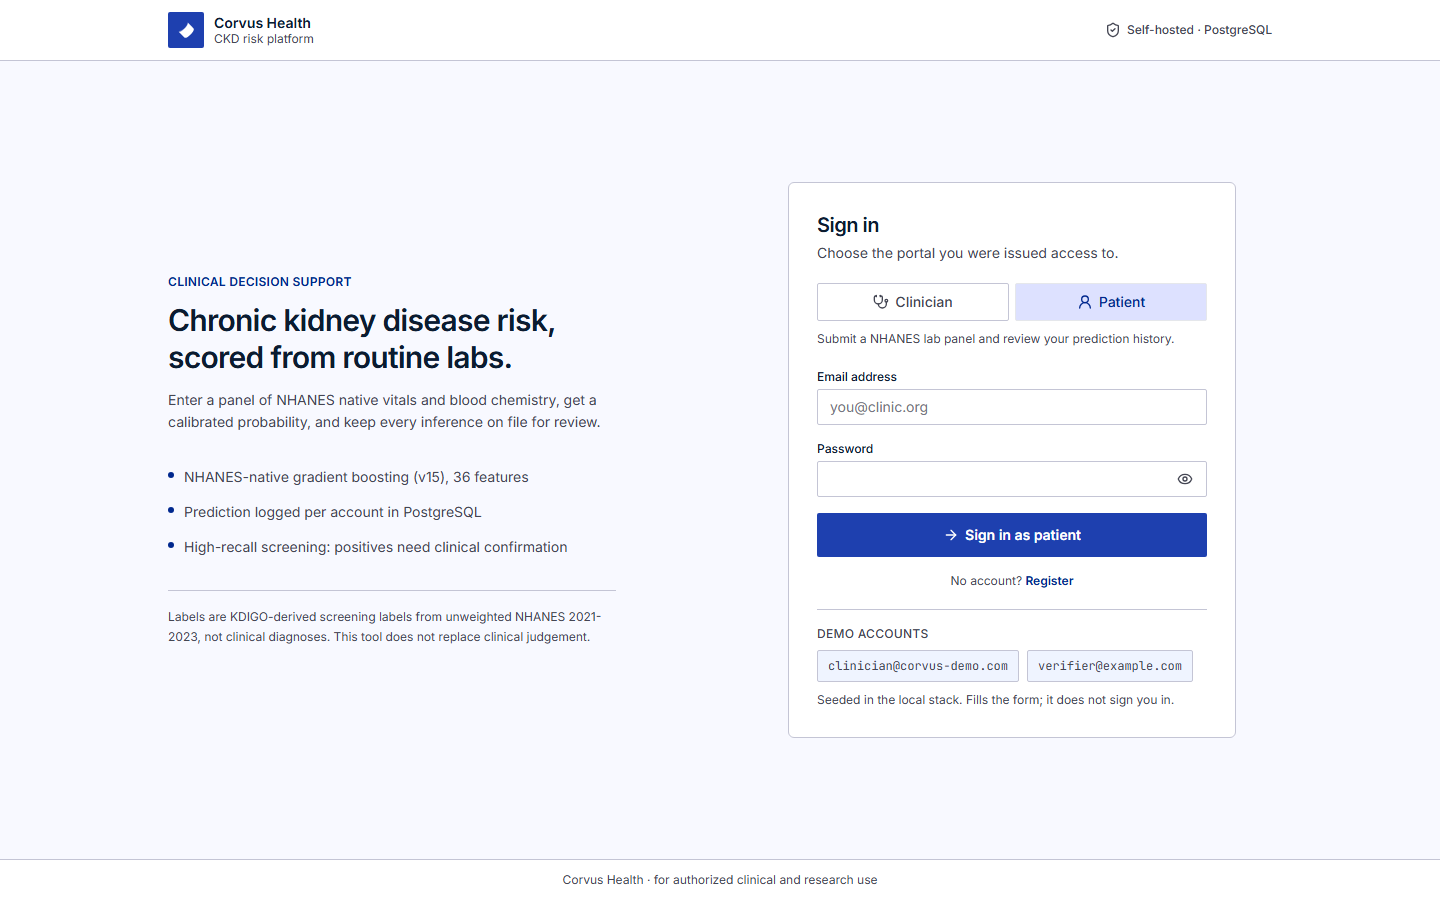 Corvus Health
CKD risk platform
Self-hosted · PostgreSQL
CLINICAL DECISION SUPPORT
Chronic kidney disease risk,
scored from routine labs.
Enter a panel of NHANES native vitals and blood chemistry, get a
calibrated probability, and keep every inference on file for review.
NHANES-native gradient boosting (v15), 36 features
Prediction logged per account in PostgreSQL
High-recall screening: positives need clinical confirmation
Labels are KDIGO-derived screening labels from unweighted NHANES 2021-
2023, not clinical diagnoses. This tool does not replace clinical judgement.
Sign in
Choose the portal you were issued access to.
Clinician
Patient
Submit a NHANES lab panel and review your prediction history.
Email address
you@clinic.org
Password
Sign in as patient
No account? Register
DEMO ACCOUNTS
clinician@corvus-demo.com
verifier@example.com
Seeded in the local stack. Fills the form; it does not sign you in.
Corvus Health · for authorized clinical and research use